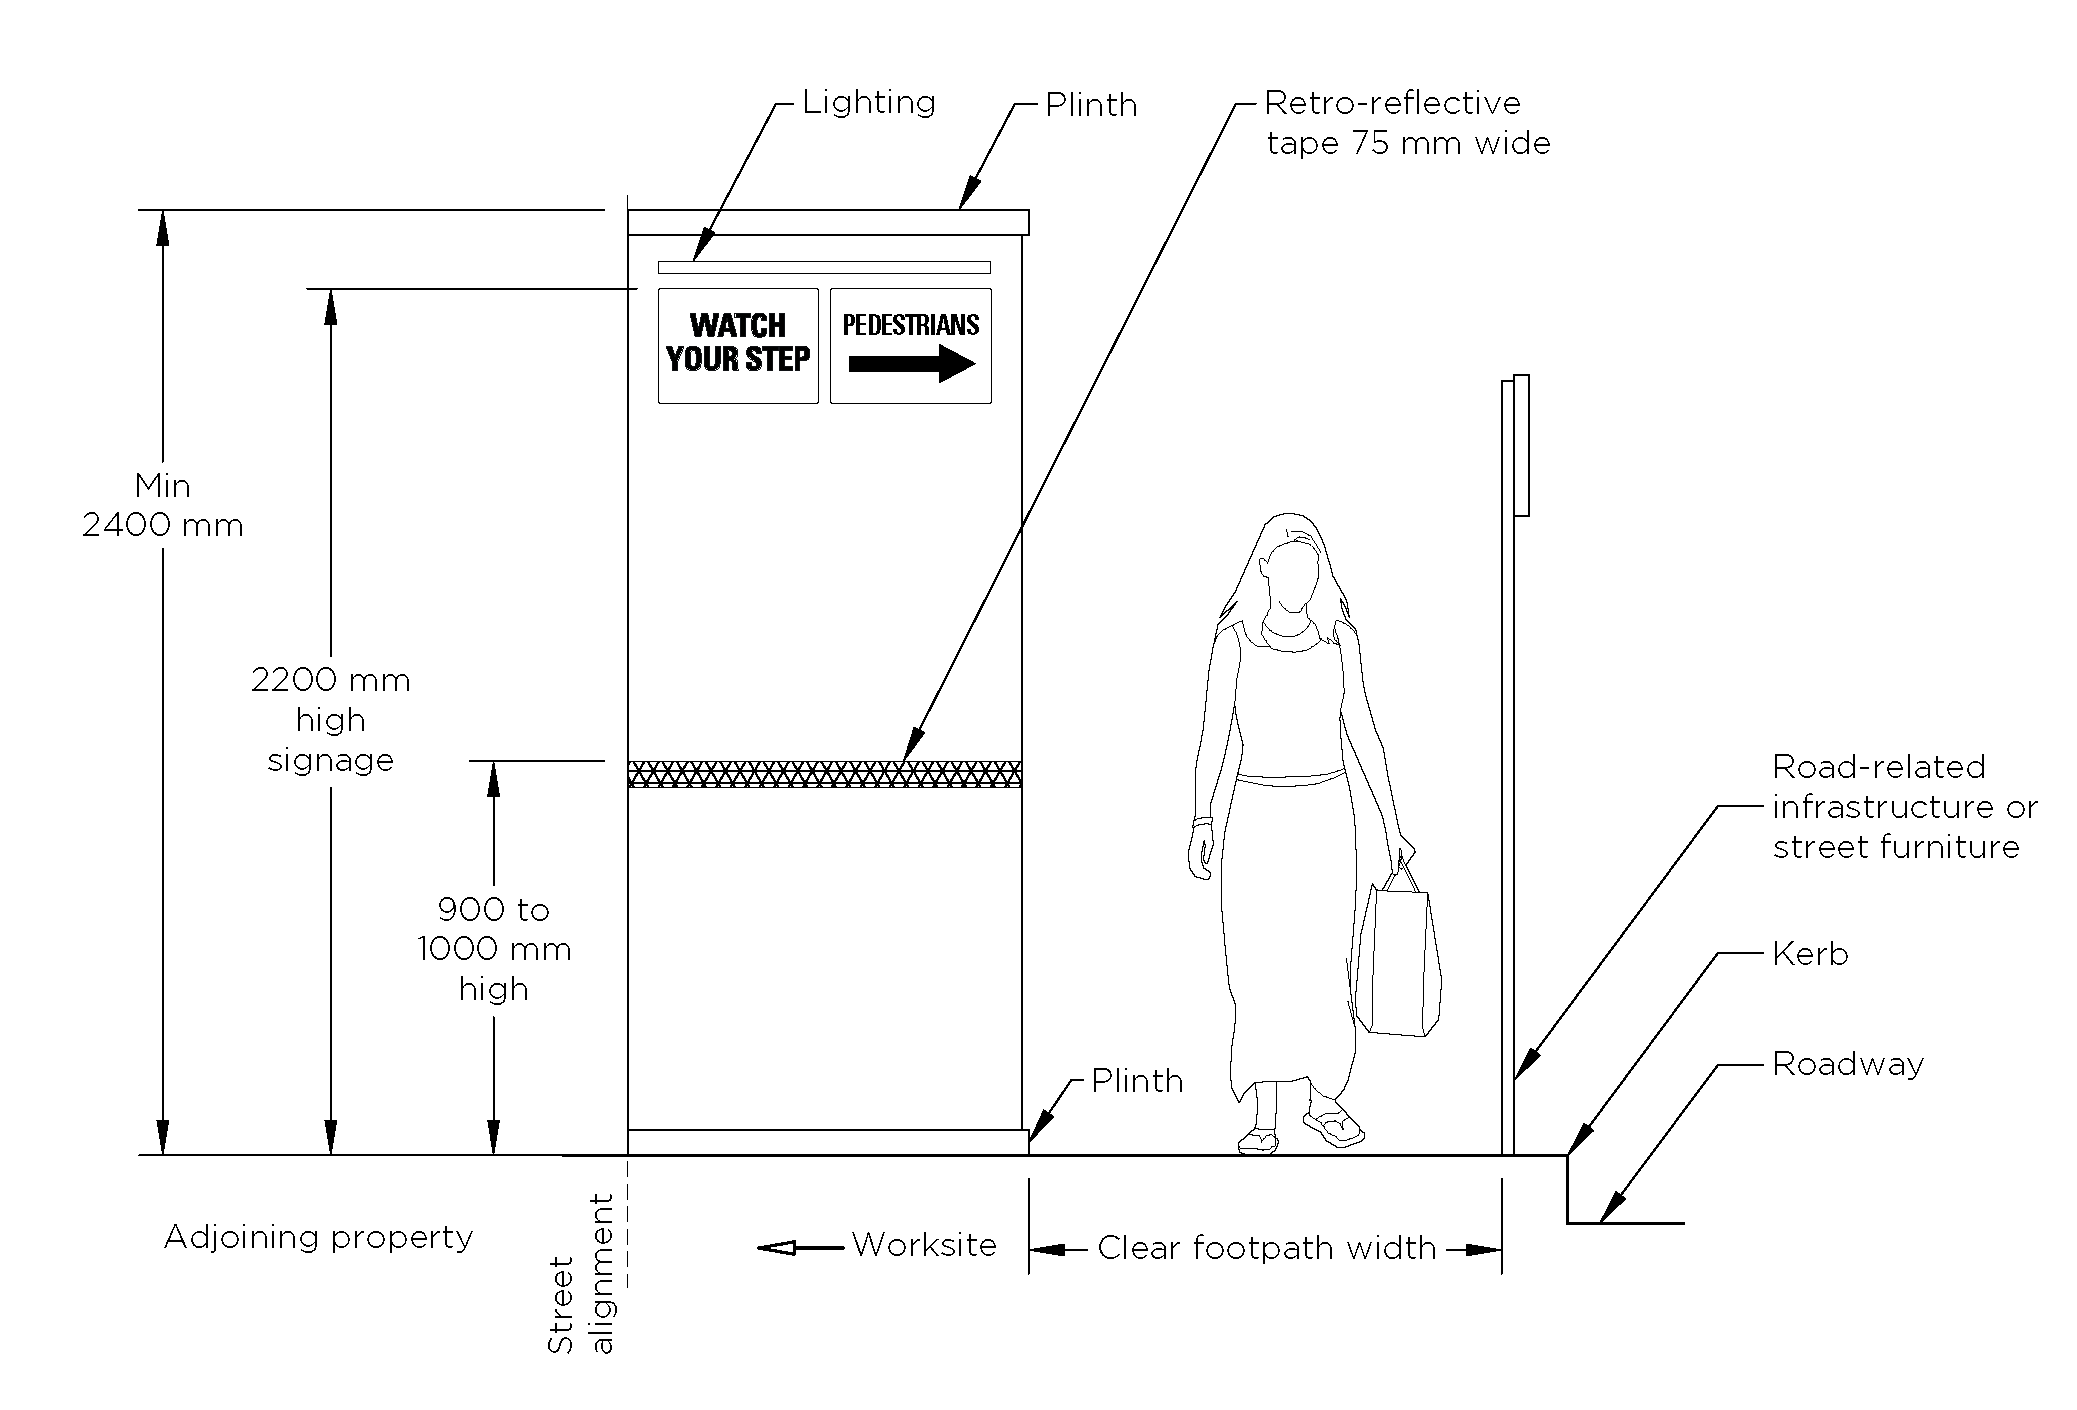 Lighting
Plinth
Retro-reflective
tape 75 mm wide
WATCH
YOUR STEP
PEDESTRIANS
Min
2400 mm
2200 mm
high
signage
900 to
1000 mm
high
Road-related
infrastructure or
street furniture
Kerb
Roadway
Plinth
Adjoining property
Street
alignment
Worksite
Clear footpath width